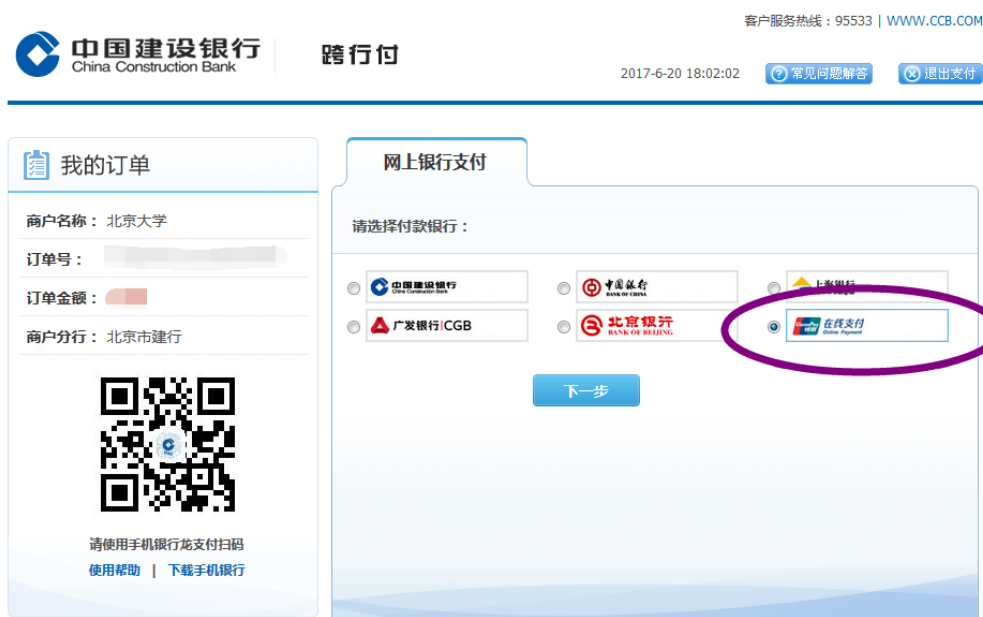 客户服务热线：95533 | WWW.CCB.COM
中国建设银行
China Construction Bank
跨行付
2017-6-20 18:02:02
常见问题解答
退出支付
我的订单
商户名称： 北京大学
订单号：
订单金额：
商户分行： 北京市建行
请使用手机银行龙支付扫码
使用帮助 | 下载手机银行
网上银行支付
请选择付款银行：
中国建设银行
China Construction Bank
中国银行
BANK OF CHINA
上海银行
广发银行|CGB
北京银行
BANK OF BEIJING
UnionPay
银联
在线支付
Online Payment
下一步